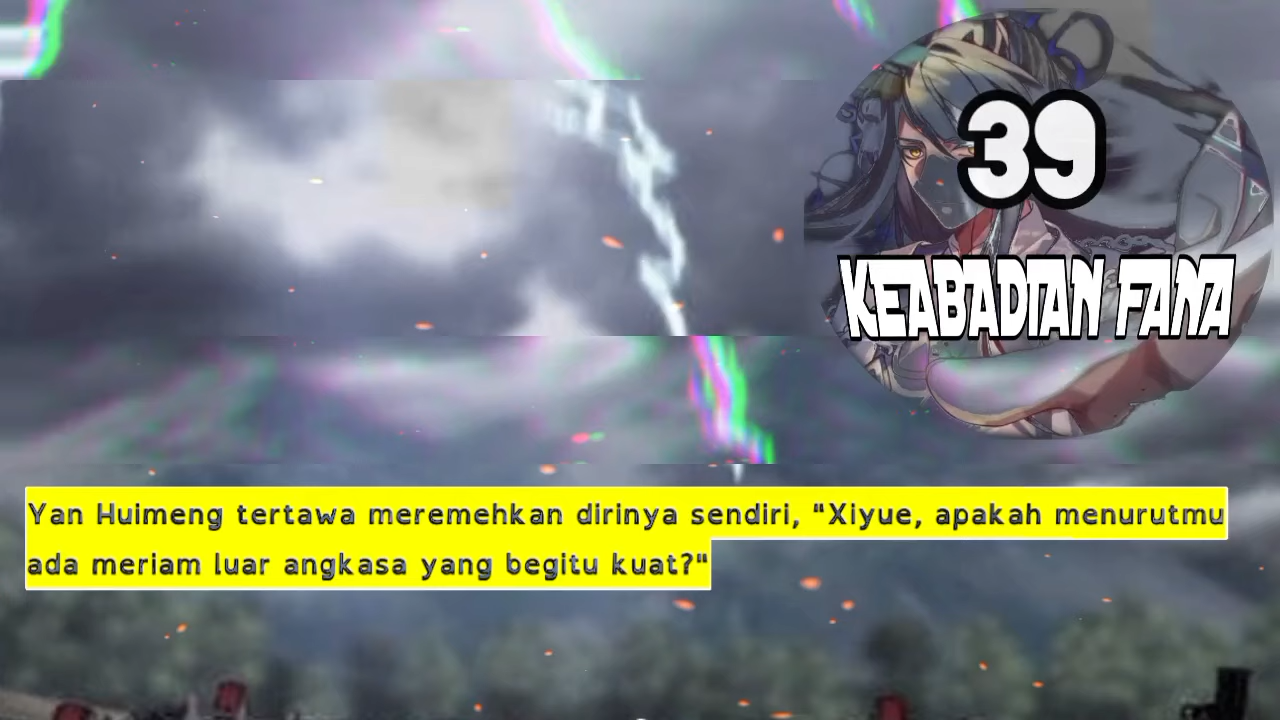 39
KEABADIAN FANA
Yan Huimeng tertawa meremehkan dirinya sendiri, "Xiyue, apakah menurutmu
ada meriam luar angkasa yang begitu kuat?"